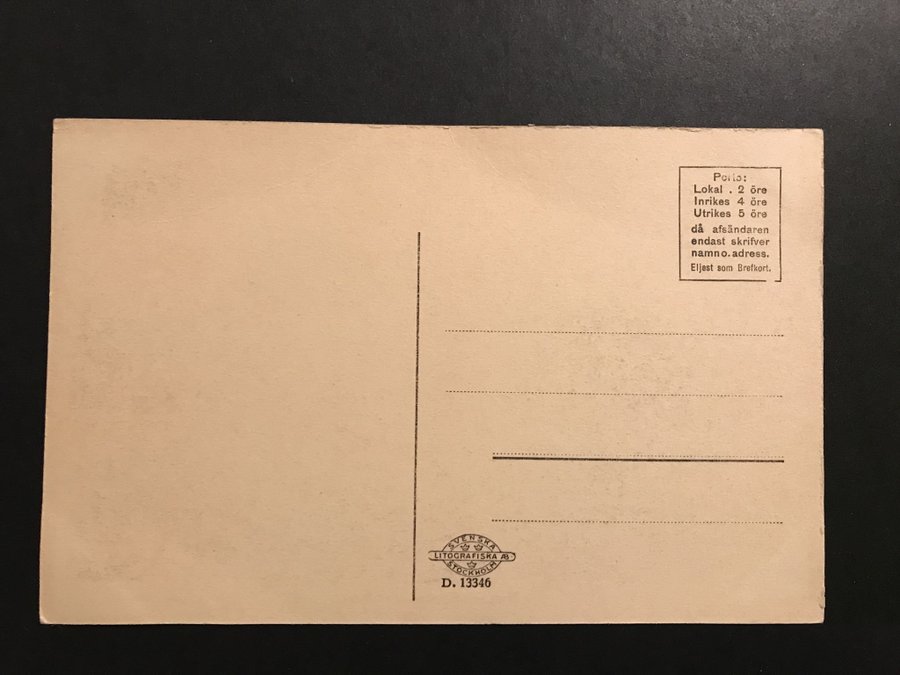 Porto:
Lokal . 2 öre
Inrikes 4 öre
Utrikes 5 öre
då afsändaren
endast skrifver
namn o. adress.
Eljest som Brefkort.
SVENSKA
LITOGRAFISKA AB
STOCKHOLM
D. 13346